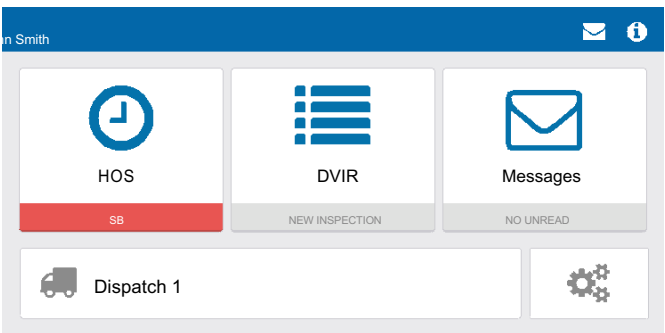 n Smith
HOS
DVIR
Messages
SB
NEW INSPECTION
NO UNREAD
Dispatch 1